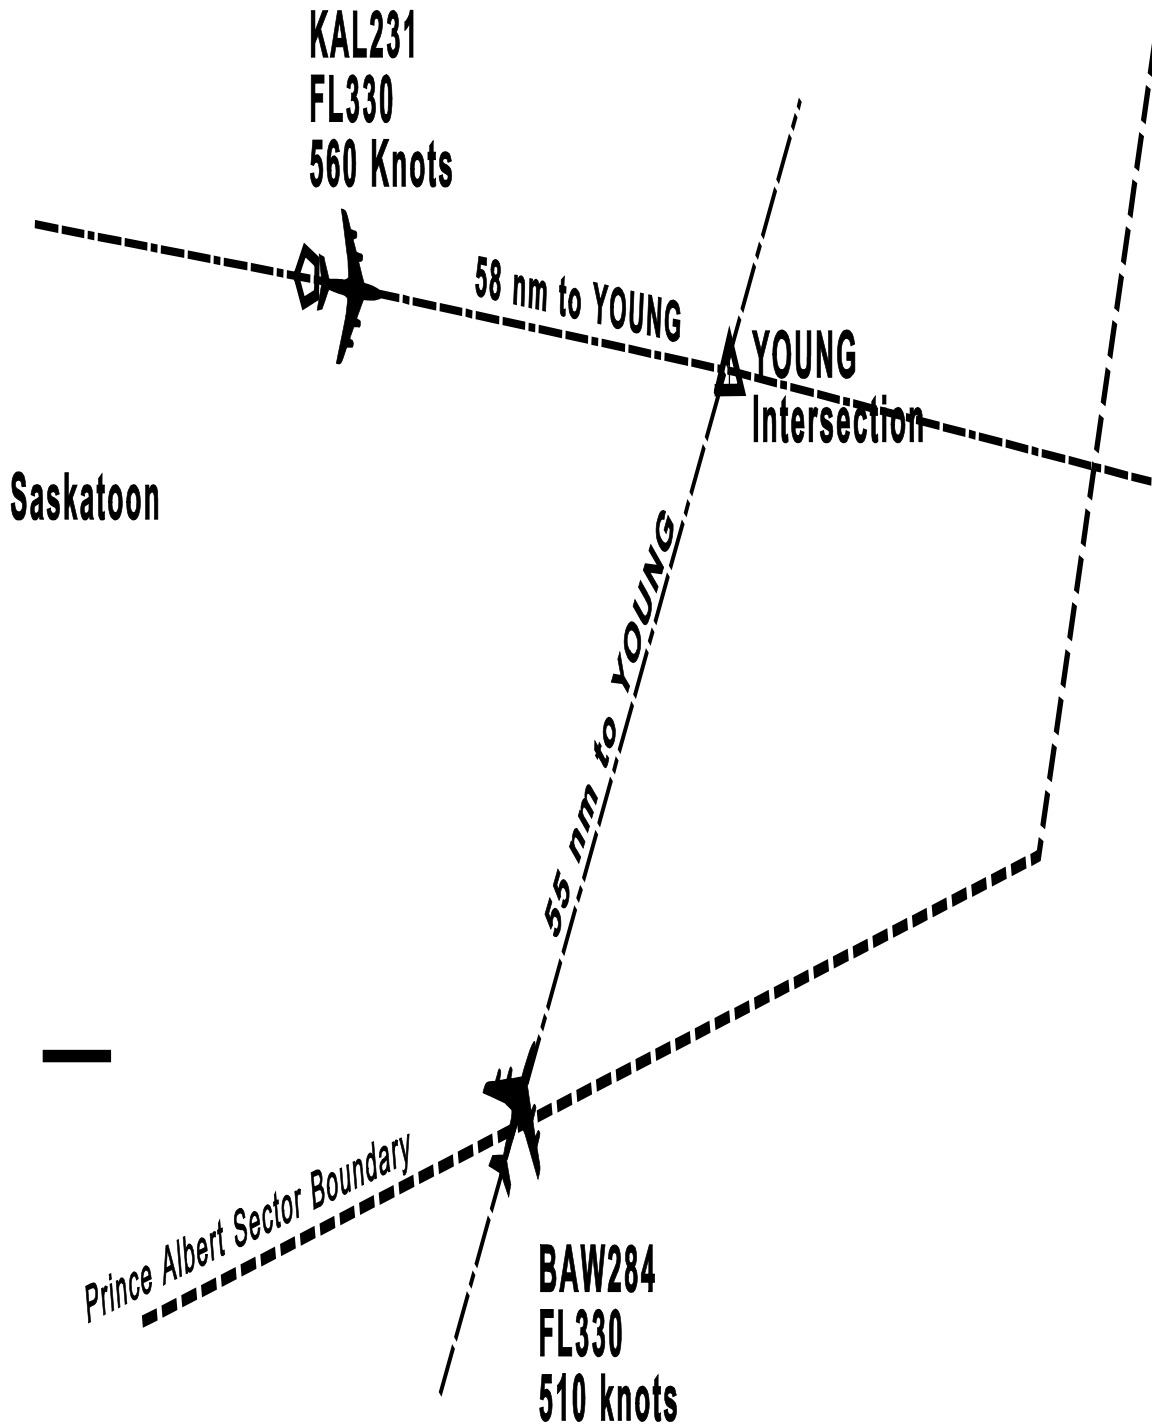 KAL231
FL330
560 Knots
58 nm to YOUNG
YOUNG
Intersection
Saskatoon
55 nm to YOUNG
Prince Albert Sector Boundary
BAW284
FL330
510 knots